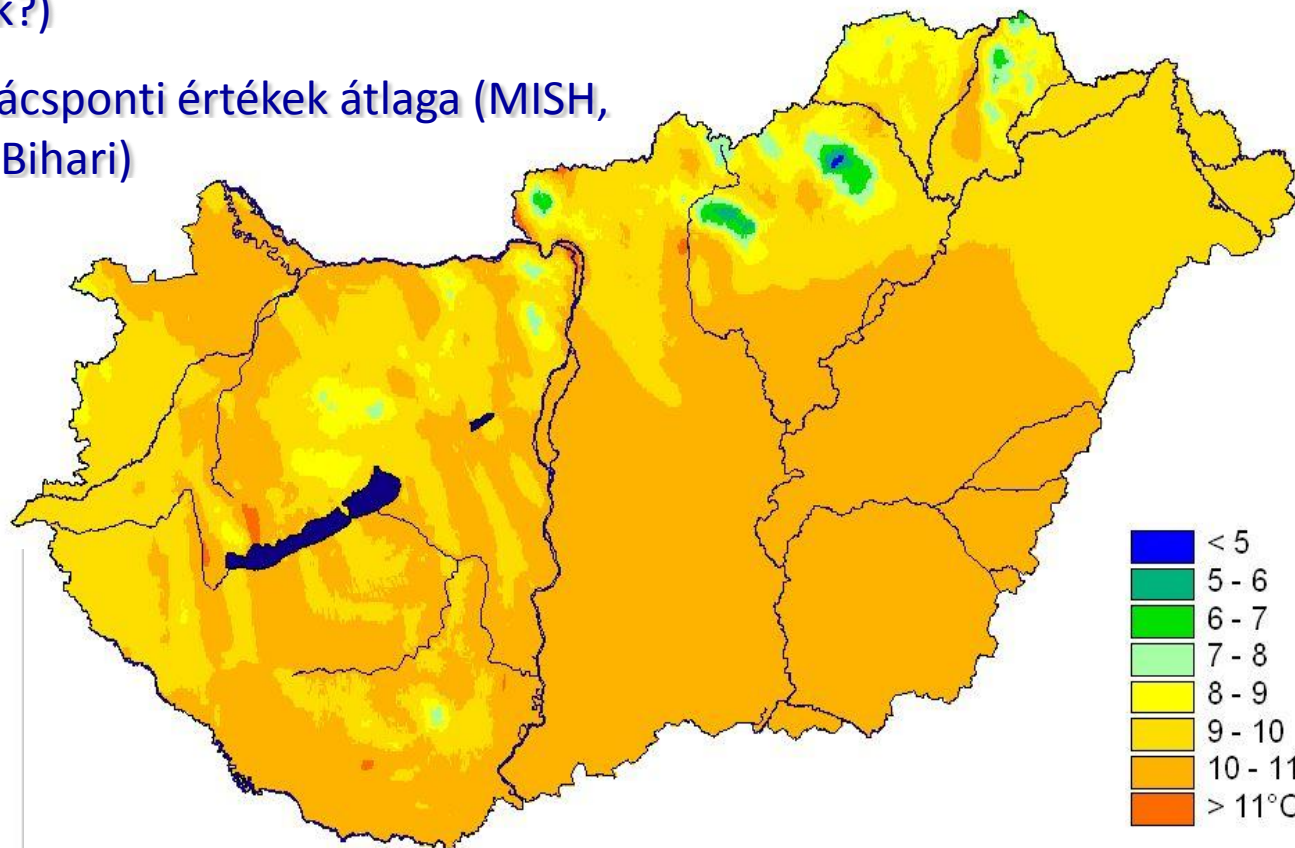 k?)
ácsponti értékek átlaga (MISH,
Bihari)
< 5
5 - 6
6 - 7
7 - 8
8 - 9
9 - 10
10 - 11
> 11°C